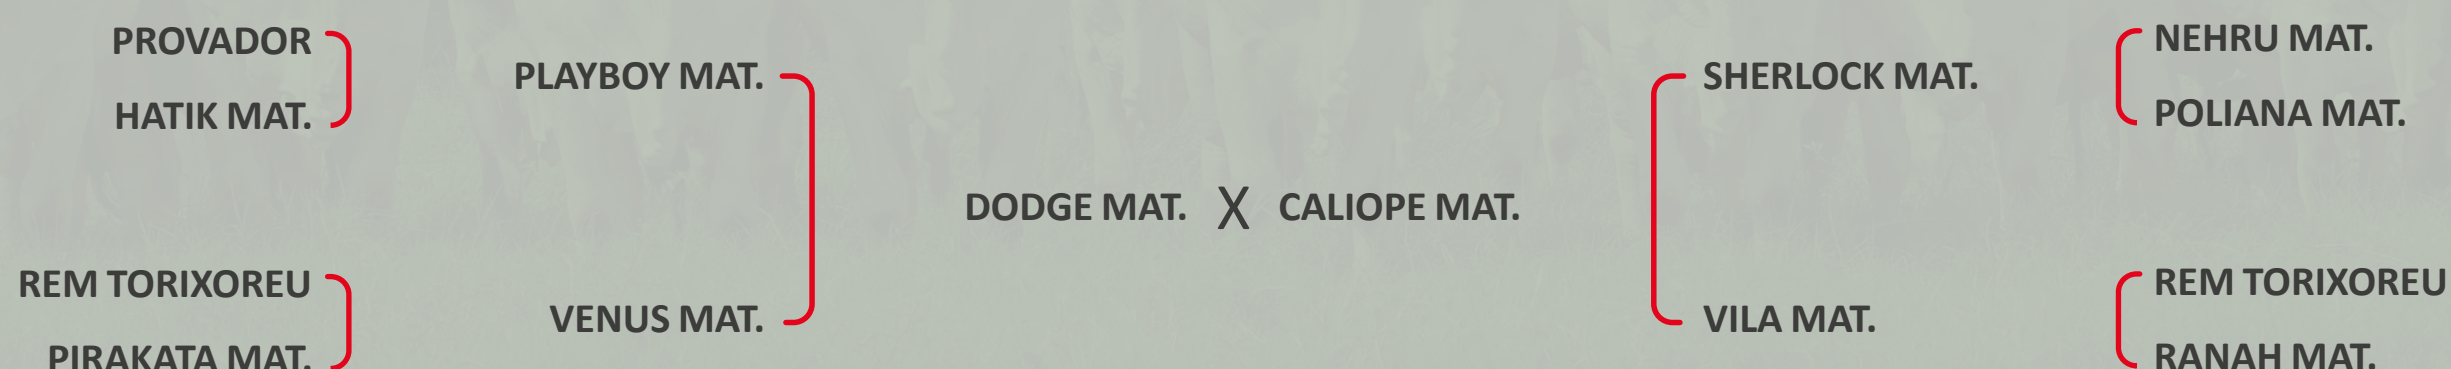 PROVADOR
HATIK MAT.
PLAYBOY MAT.
REM TORIXOREU
PIRAKATA MAT.
VENUS MAT.
DODGE MAT. X CALIOPE MAT.
SHERLOCK MAT.
NEHRU MAT.
POLIANA MAT.
VILA MAT.
REM TORIXOREU
RANAH MAT.